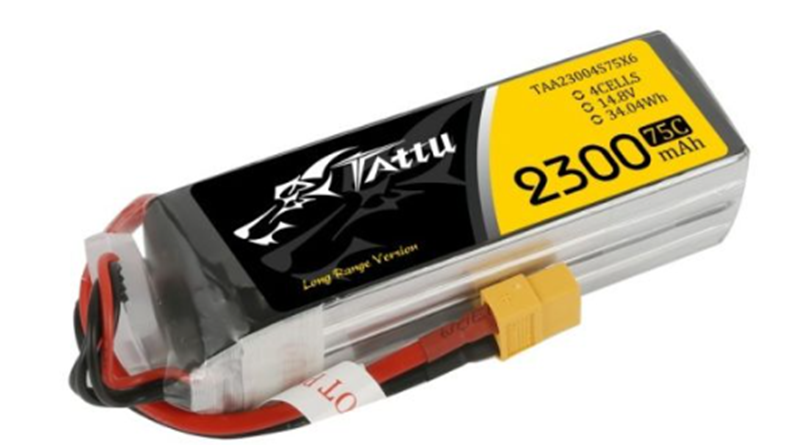 TAA23004S75X6
4CELLS
14.8V
34.04Wh
2300 75C mAh
TATTU
Long Range Version